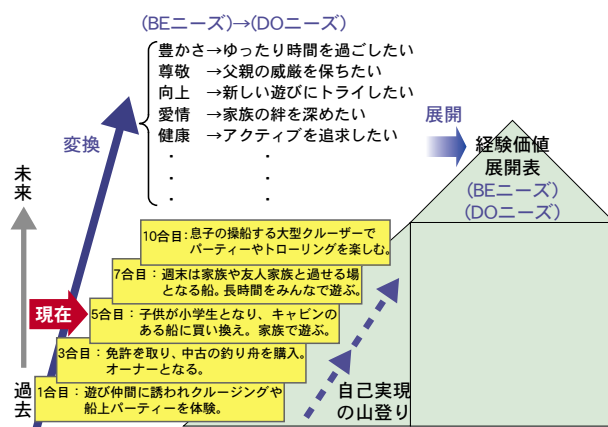 (BEニーズ)→(DOニーズ)
豊かさ→ゆったり時間を過ごしたい
尊敬　→父親の威厳を保ちたい
向上　→新しい遊びにトライしたい
愛情　→家族の絆を深めたい
健康　→アクティブを追求したい
・　・
・　・
・　・
変換
展開
経験価値
展開表
(BEニーズ)
(DOニーズ)
未来
過去
現在
10合目：息子の操船する大型クルーザーで
パーティーやトローリングを楽しむ。
7合目：週末は家族や友人家族と過せる場
となる船。長時間をみんなで遊ぶ。
5合目：子供が小学生となり、キャビンの
ある船に買い換え。家族で遊ぶ。
3合目：免許を取り、中古の釣り舟を購入。
オーナーとなる。
1合目：遊び仲間に誘われクルージングや
船上パーティーを体験。
自己実現
の山登り